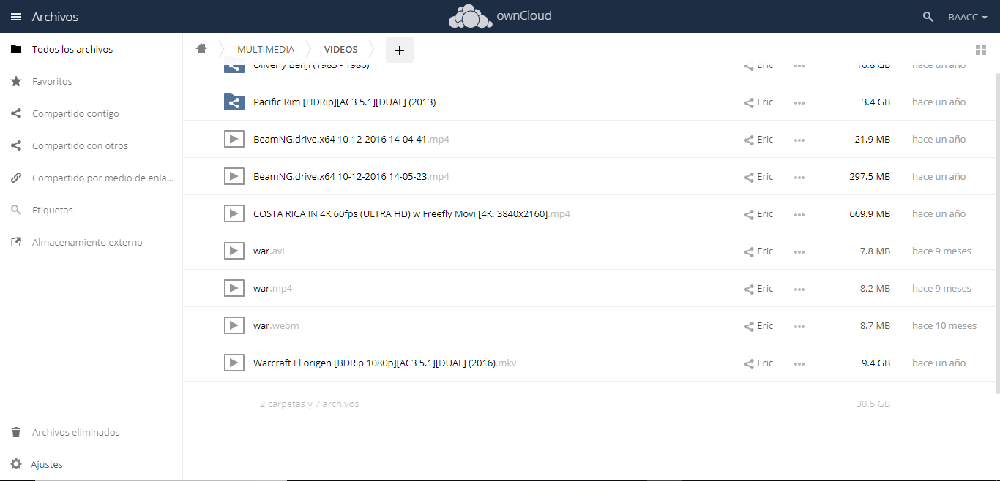 Archivos
ownCloud
BAACC
Todos los archivos
Favoritos
Compartido contigo
Compartido con otros
Compartido por medio de enla...
Etiquetas
Almacenamiento externo
Archivos eliminados
Ajustes
MULTIMEDIA VIDEOS +
Oliver y Benji (1983 - 1986) Eric ... 16.8 GB hace un año
Pacific Rim [HDRip][AC3 5.1][DUAL] (2013) Eric ... 3.4 GB hace un año
BeamNG.drive.x64 10-12-2016 14-04-41.mp4 Eric ... 21.9 MB hace un año
BeamNG.drive.x64 10-12-2016 14-05-23.mp4 Eric ... 297.5 MB hace un año
COSTA RICA IN 4K 60fps (ULTRA HD) w Freefly Movi [4K, 3840x2160].mp4 Eric ... 669.9 MB hace un año
war.avi Eric ... 7.8 MB hace 9 meses
war.mp4 Eric ... 8.2 MB hace 9 meses
war.webm Eric ... 8.7 MB hace 10 meses
Warcraft El origen [BDRip 1080p][AC3 5.1][DUAL] (2016).mkv Eric ... 9.4 GB hace un año
2 carpetas y 7 archivos 30.5 GB